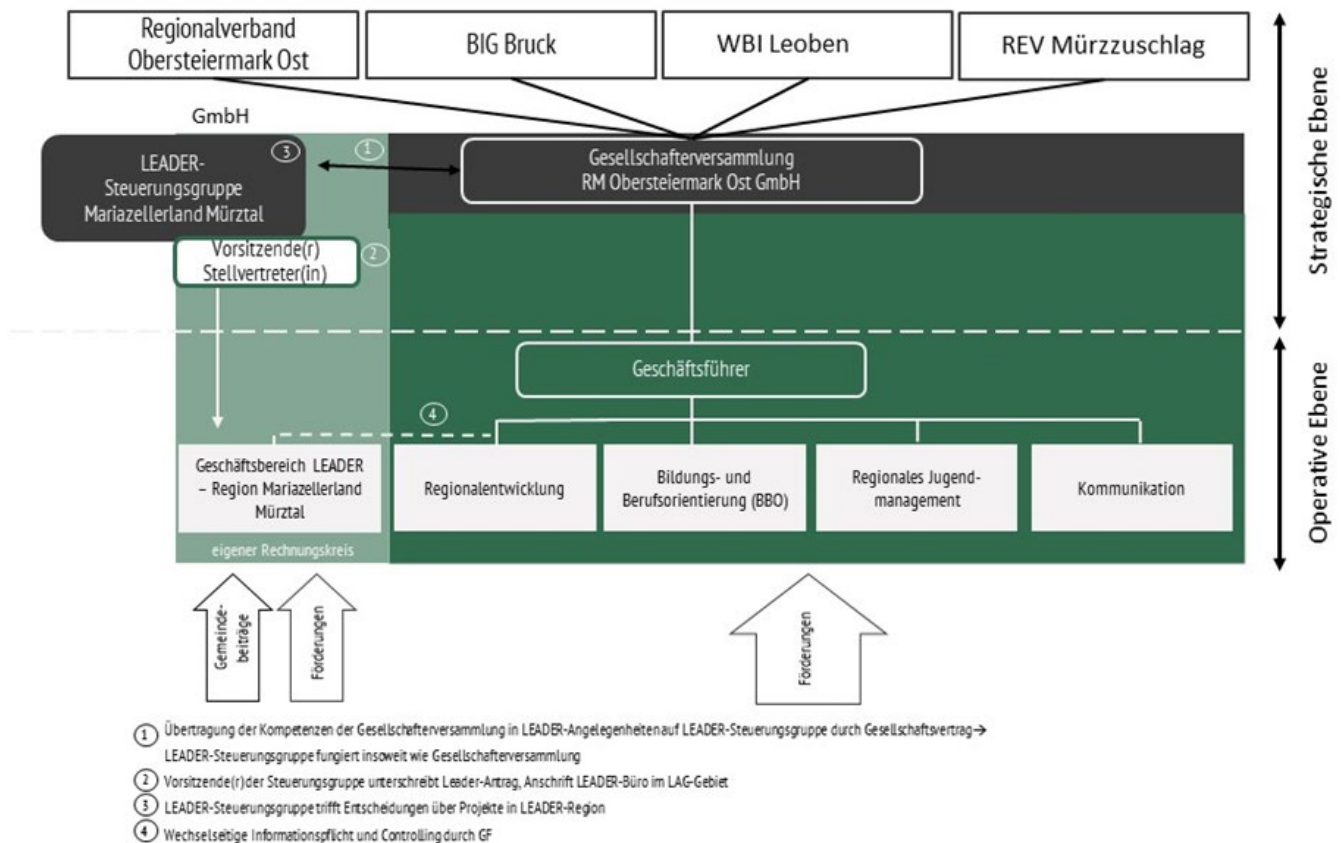 Regionalverband
Obersteiermark Ost
BIG Bruck
WBI Leoben
REV Mürzzuschlag
Strategische Ebene
GmbH
3
LEADER-
Steuerungsgruppe
Mariazellerland Mürztal
1
Gesellschafterversammlung
RM Obersteiermark Ost GmbH
Vorsitzende(r)
Stellvertreter(in)
2
Geschäftsführer
Operative Ebene
4
Geschäftsbereich LEADER
– Region Mariazellerland
Mürztal
Regionalentwicklung
Bildungs- und
Berufsorientierung (BBO)
Regionales Jugend-
management
Kommunikation
eigener Rechnungskreis
Gemeinde-
beiträge
Förderungen
Förderungen
1 Übertragung der Kompetenzen der Gesellschafterversammlung in LEADER-Angelegenheiten auf LEADER-Steuerungsgruppe durch Gesellschaftsvertrag→
LEADER-Steuerungsgruppe fungiert insoweit wie Gesellschafterversammlung
2 Vorsitzende(r) der Steuerungsgruppe unterschreibt Leader-Antrag, Anschrift LEADER-Büro im LAG-Gebiet
3 LEADER-Steuerungsgruppe trifft Entscheidungen über Projekte in LEADER-Region
4 Wechselseitige Informationspflicht und Controlling durch GF